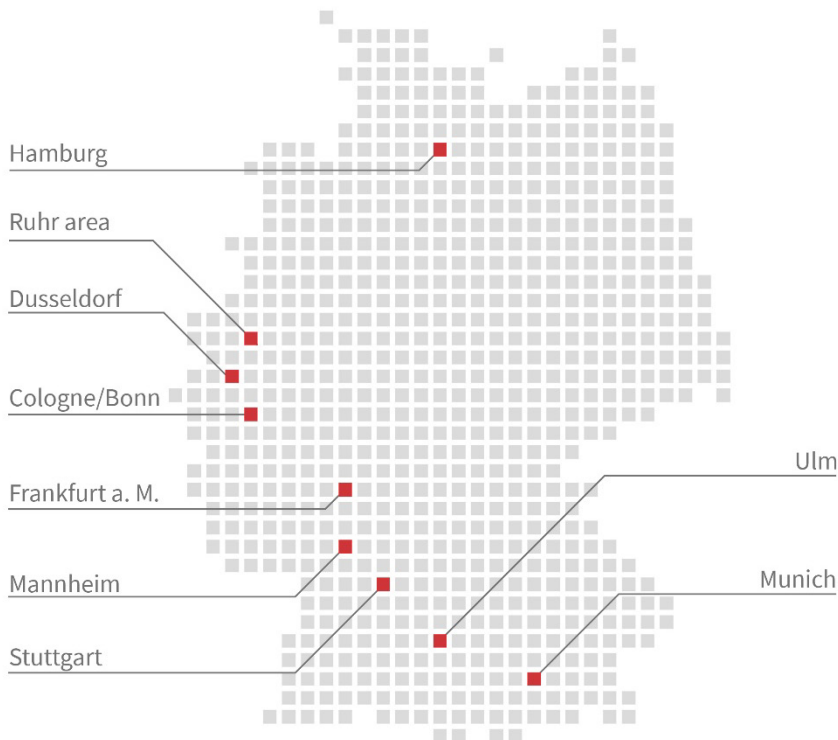 Hamburg
Ruhr area
Dusseldorf
Cologne/Bonn
Frankfurt a. M.
Mannheim
Stuttgart
Ulm
Munich